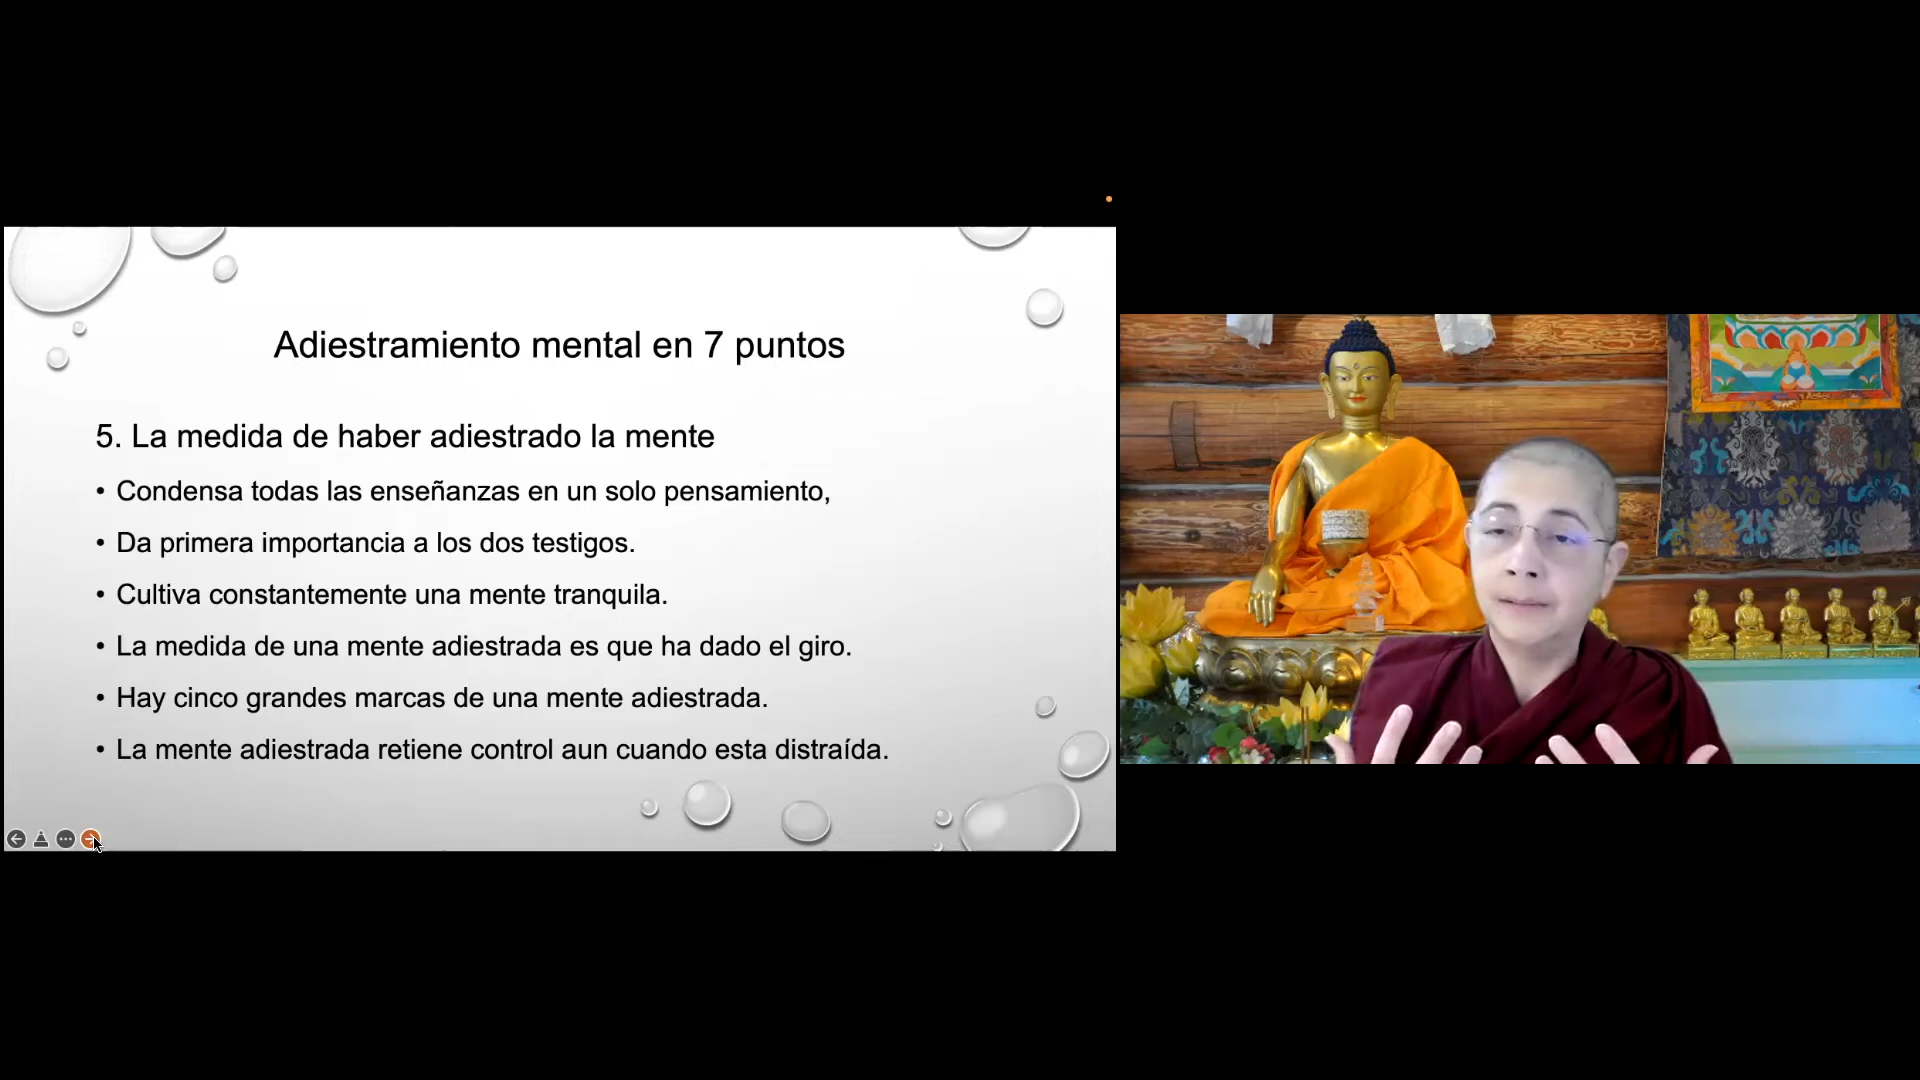 Adiestramiento mental en 7 puntos
5. La medida de haber adiestrado la mente
• Condensa todas las enseñanzas en un solo pensamiento,
• Da primera importancia a los dos testigos.
• Cultiva constantemente una mente tranquila.
• La medida de una mente adiestrada es que ha dado el giro.
• Hay cinco grandes marcas de una mente adiestrada.
• La mente adiestrada retiene control aun cuando esta distraída.